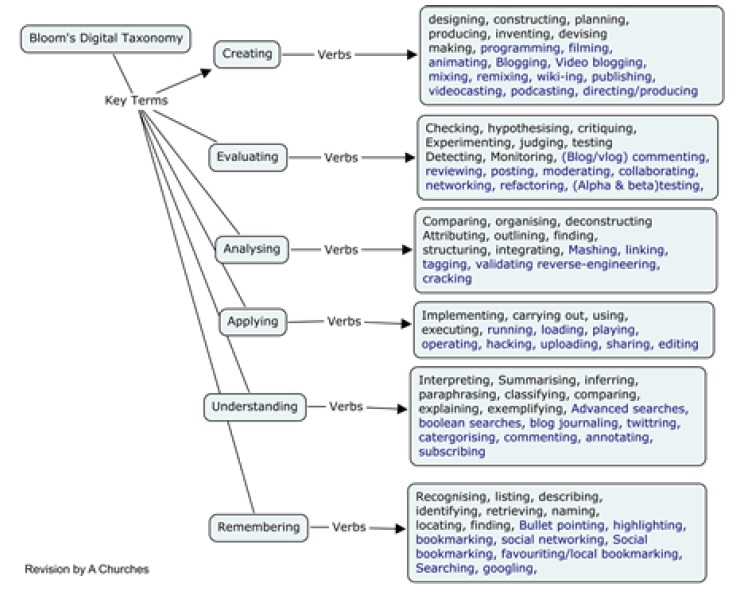 Bloom's Digital Taxonomy
Key Terms
Creating
Verbs
designing, constructing, planning,
producing, inventing, devising
making, programming, filming,
animating, Blogging, Video blogging,
mixing, remixing, wiki-ing, publishing,
videocasting, podcasting, directing/producing
Evaluating
Verbs
Checking, hypothesising, critiquing,
Experimenting, judging, testing
Detecting, Monitoring, (Blog/vlog) commenting,
reviewing, posting, moderating, collaborating,
networking, refactoring, (Alpha & beta)testing,
Analysing
Verbs
Comparing, organising, deconstructing
Attributing, outlining, finding,
structuring, integrating, Mashing, linking,
tagging, validating reverse-engineering,
cracking
Applying
Verbs
Implementing, carrying out, using,
executing, running, loading, playing,
operating, hacking, uploading, sharing, editing
Understanding
Verbs
Interpreting, Summarising, inferring,
paraphrasing, classifying, comparing,
explaining, exemplifying, Advanced searches,
boolean searches, blog journaling, twittring,
catergorising, commenting, annotating,
subscribing
Remembering
Verbs
Recognising, listing, describing,
identifying, retrieving, naming,
locating, finding, Bullet pointing, highlighting,
bookmarking, social networking, Social
bookmarking, favouriting/local bookmarking,
Searching, googling,
Revision by A Churches